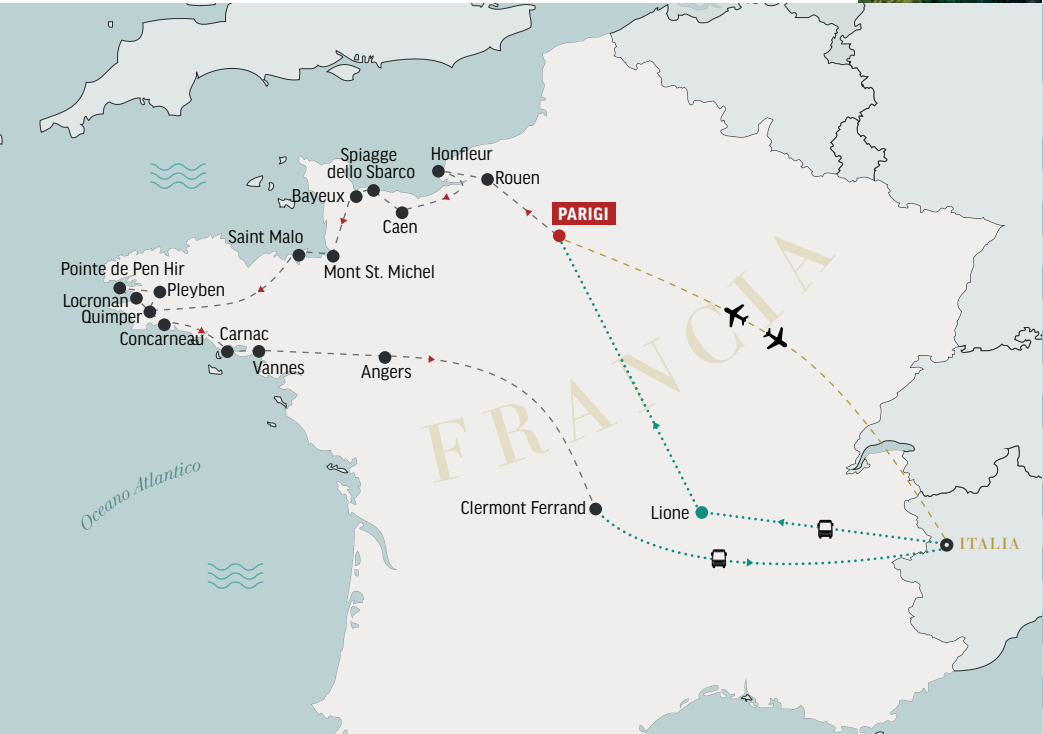 Spiagge
dello Sbarco
Honfleur
Rouen
Bayeux
Caen
PARIGI
Saint Malo
Mont St. Michel
Pointe de Pen Hir
Pleyben
Locronan
Quimper
Concarneau
Carnac
Vannes
Angers
FRANCIA
Oceano Atlantico
Clermont Ferrand
Lione
ITALIA